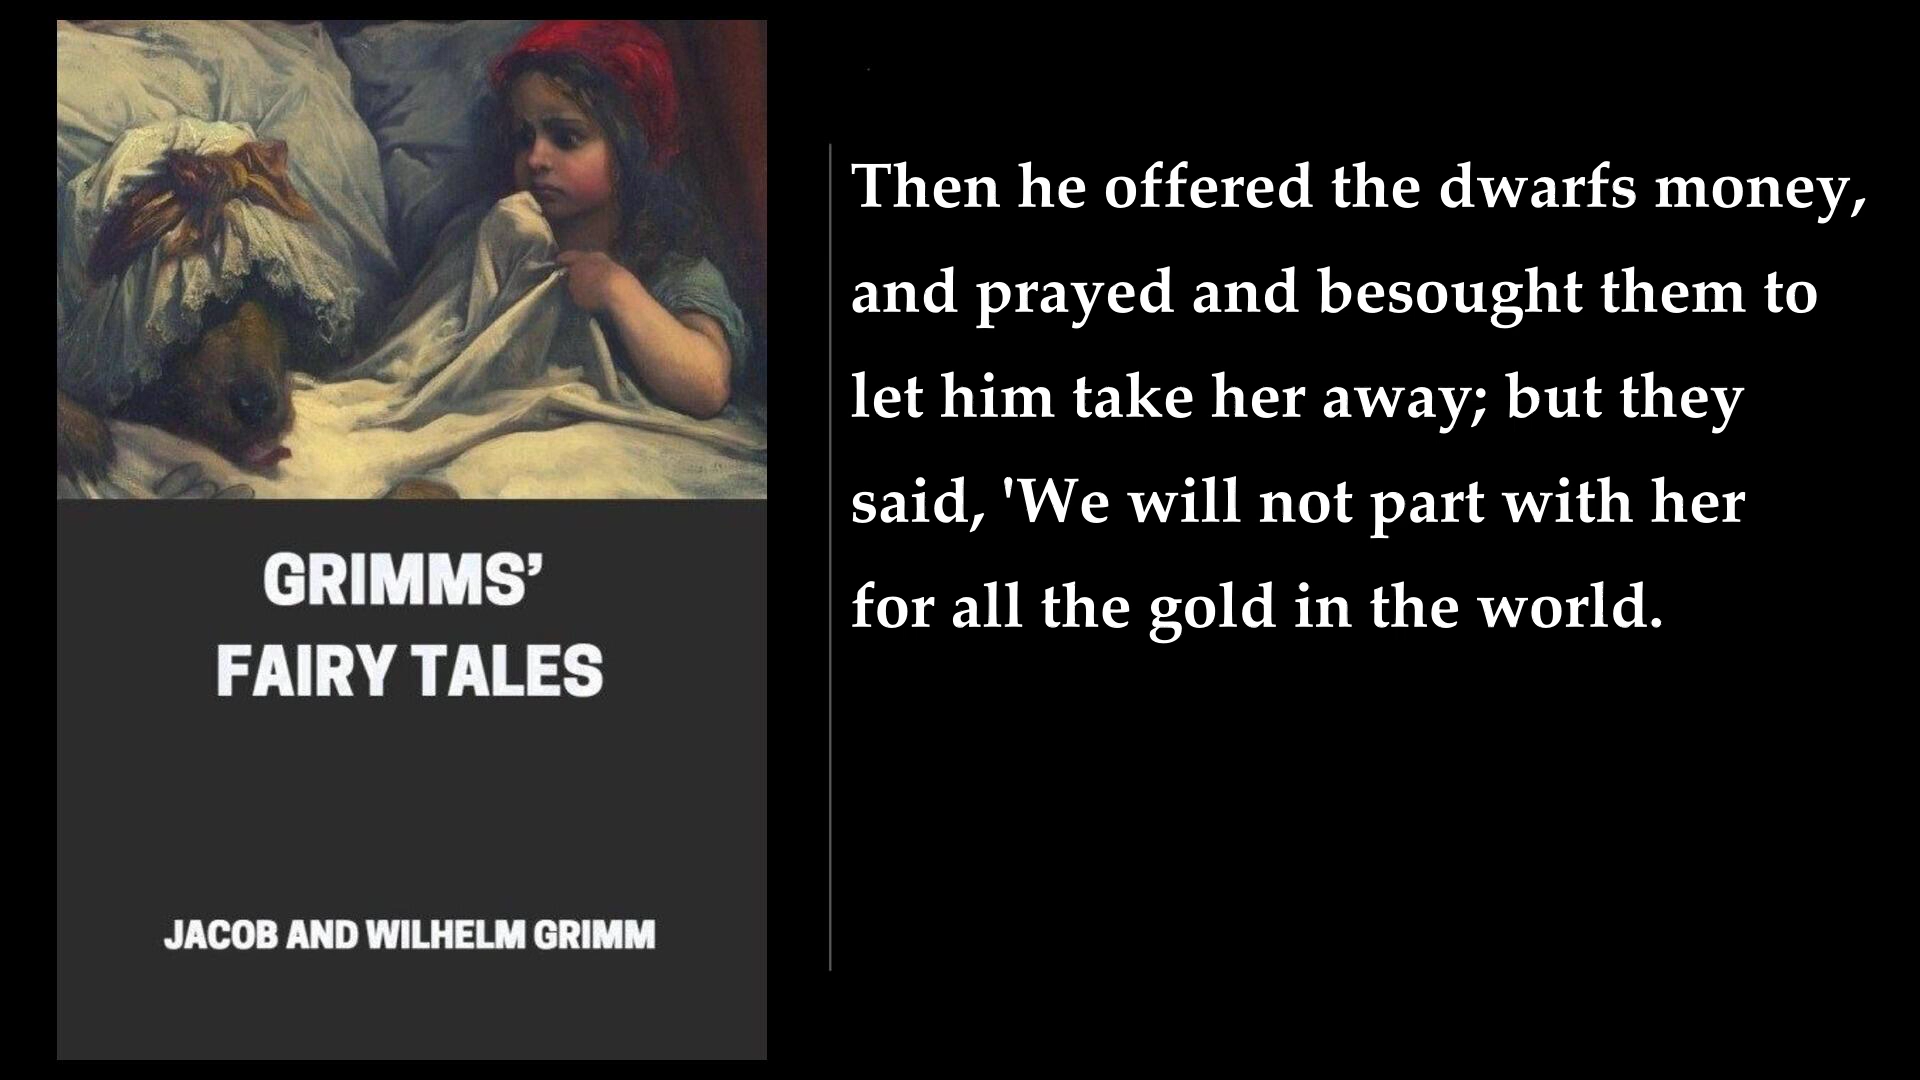 GRIMMS’
FAIRY TALES
JACOB AND WILHELM GRIMM
Then he offered the dwarfs money,
and prayed and besought them to
let him take her away; but they
said, 'We will not part with her
for all the gold in the world.